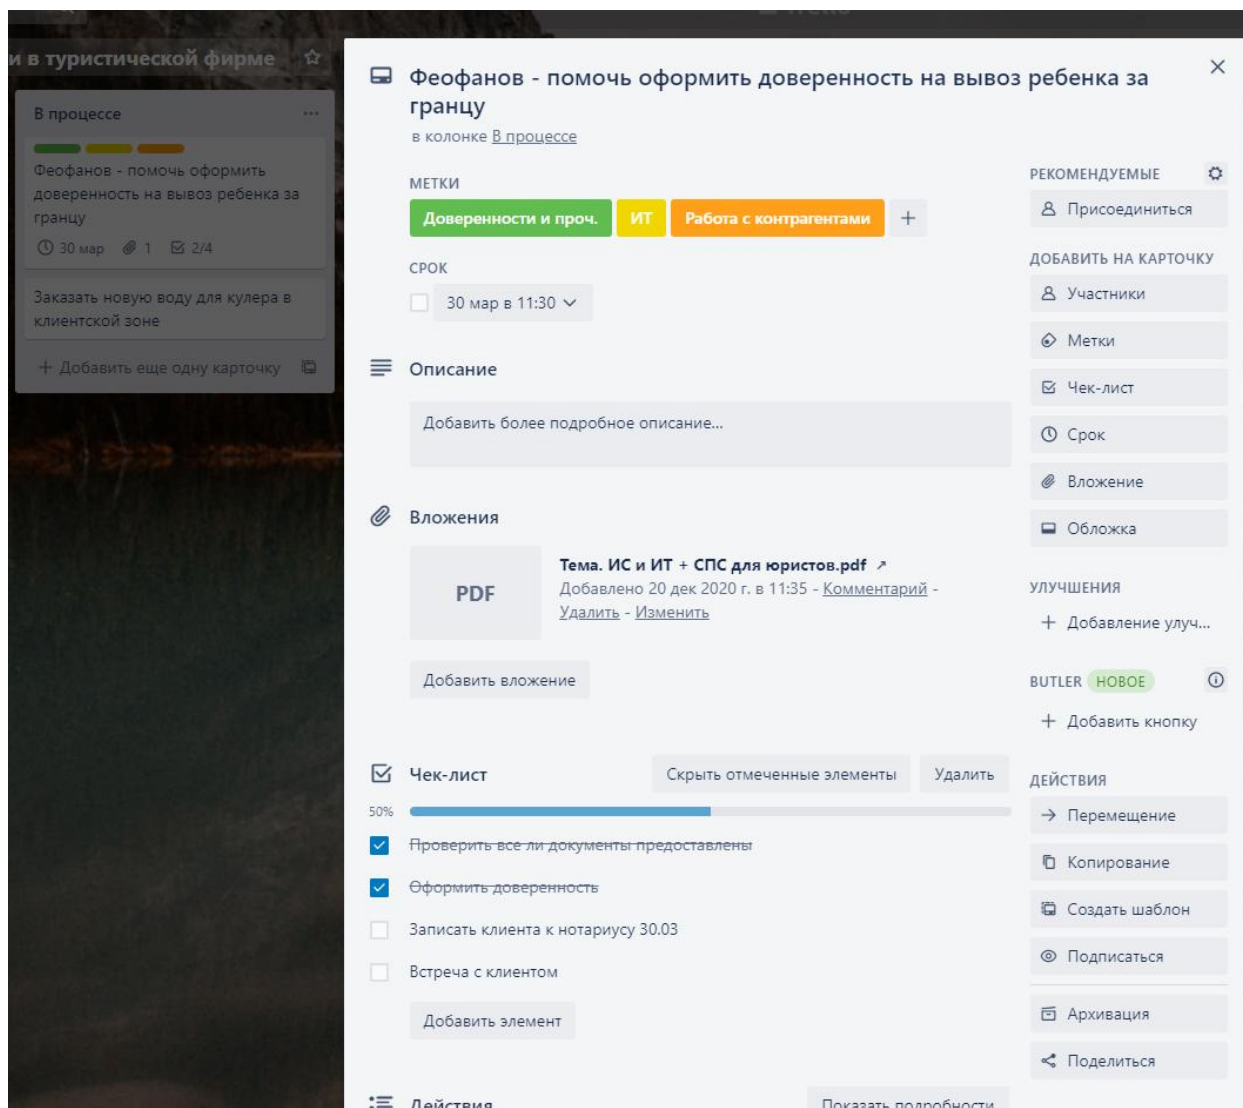 и в туристической фирме
В процессе
Феофанов - помочь оформить
доверенность на вывоз ребенка за
гранцу
30 мар 1 2/4
Заказать новую воду для кулера в
клиентской зоне
+ Добавить еще одну карточку
Феофанов - помочь оформить доверенность на вывоз ребенка за
гранцу
в колонке В процессе
МЕТКИ
Доверенности и проч. ИТ Работа с контрагентами +
СРОК
30 мар в 11:30
Описание
Добавить более подробное описание...
Вложения
PDF
Тема. ИС и ИТ + СПС для юристов.pdf ↗
Добавлено 20 дек 2020 г. в 11:35 - Комментарий -
Удалить - Изменить
Добавить вложение
Чек-лист Скрыть отмеченные элементы Удалить
50%
Проверить все ли документы предоставлены
Оформить доверенность
Записать клиента к нотариусу 30.03
Встреча с клиентом
Добавить элемент
Действия Показать подробности
РЕКОМЕНДУЕМЫЕ
Присоединиться
ДОБАВИТЬ НА КАРТОЧКУ
Участники
Метки
Чек-лист
Срок
Вложение
Обложка
УЛУЧШЕНИЯ
+ Добавление улуч...
BUTLER НОВОЕ
+ Добавить кнопку
ДЕЙСТВИЯ
→ Перемещение
Копирование
Создать шаблон
Подписаться
Архивация
Поделиться